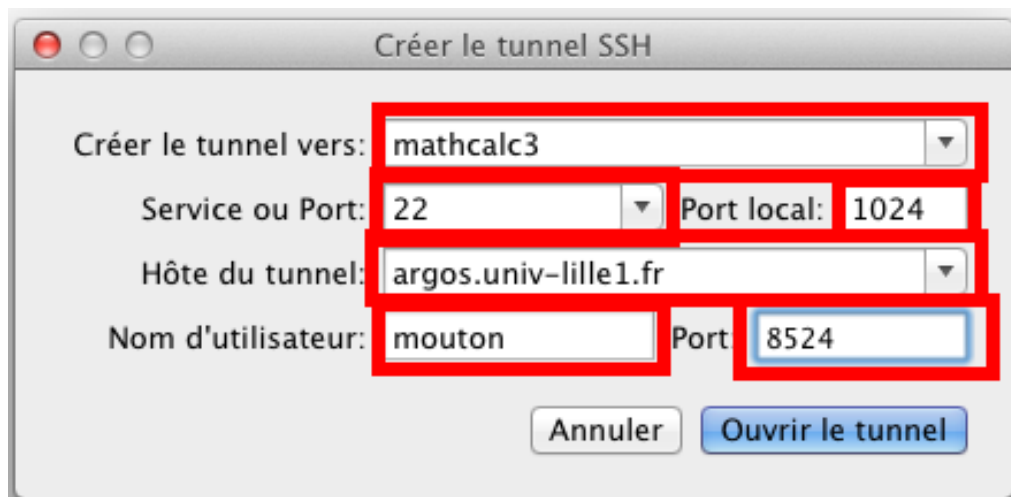 Créer le tunnel SSH
Créer le tunnel vers: mathcalc3
Service ou Port: 22 Port local: 1024
Hôte du tunnel: argos.univ-lille1.fr
Nom d'utilisateur: mouton Port: 8524
Annuler Ouvrir le tunnel